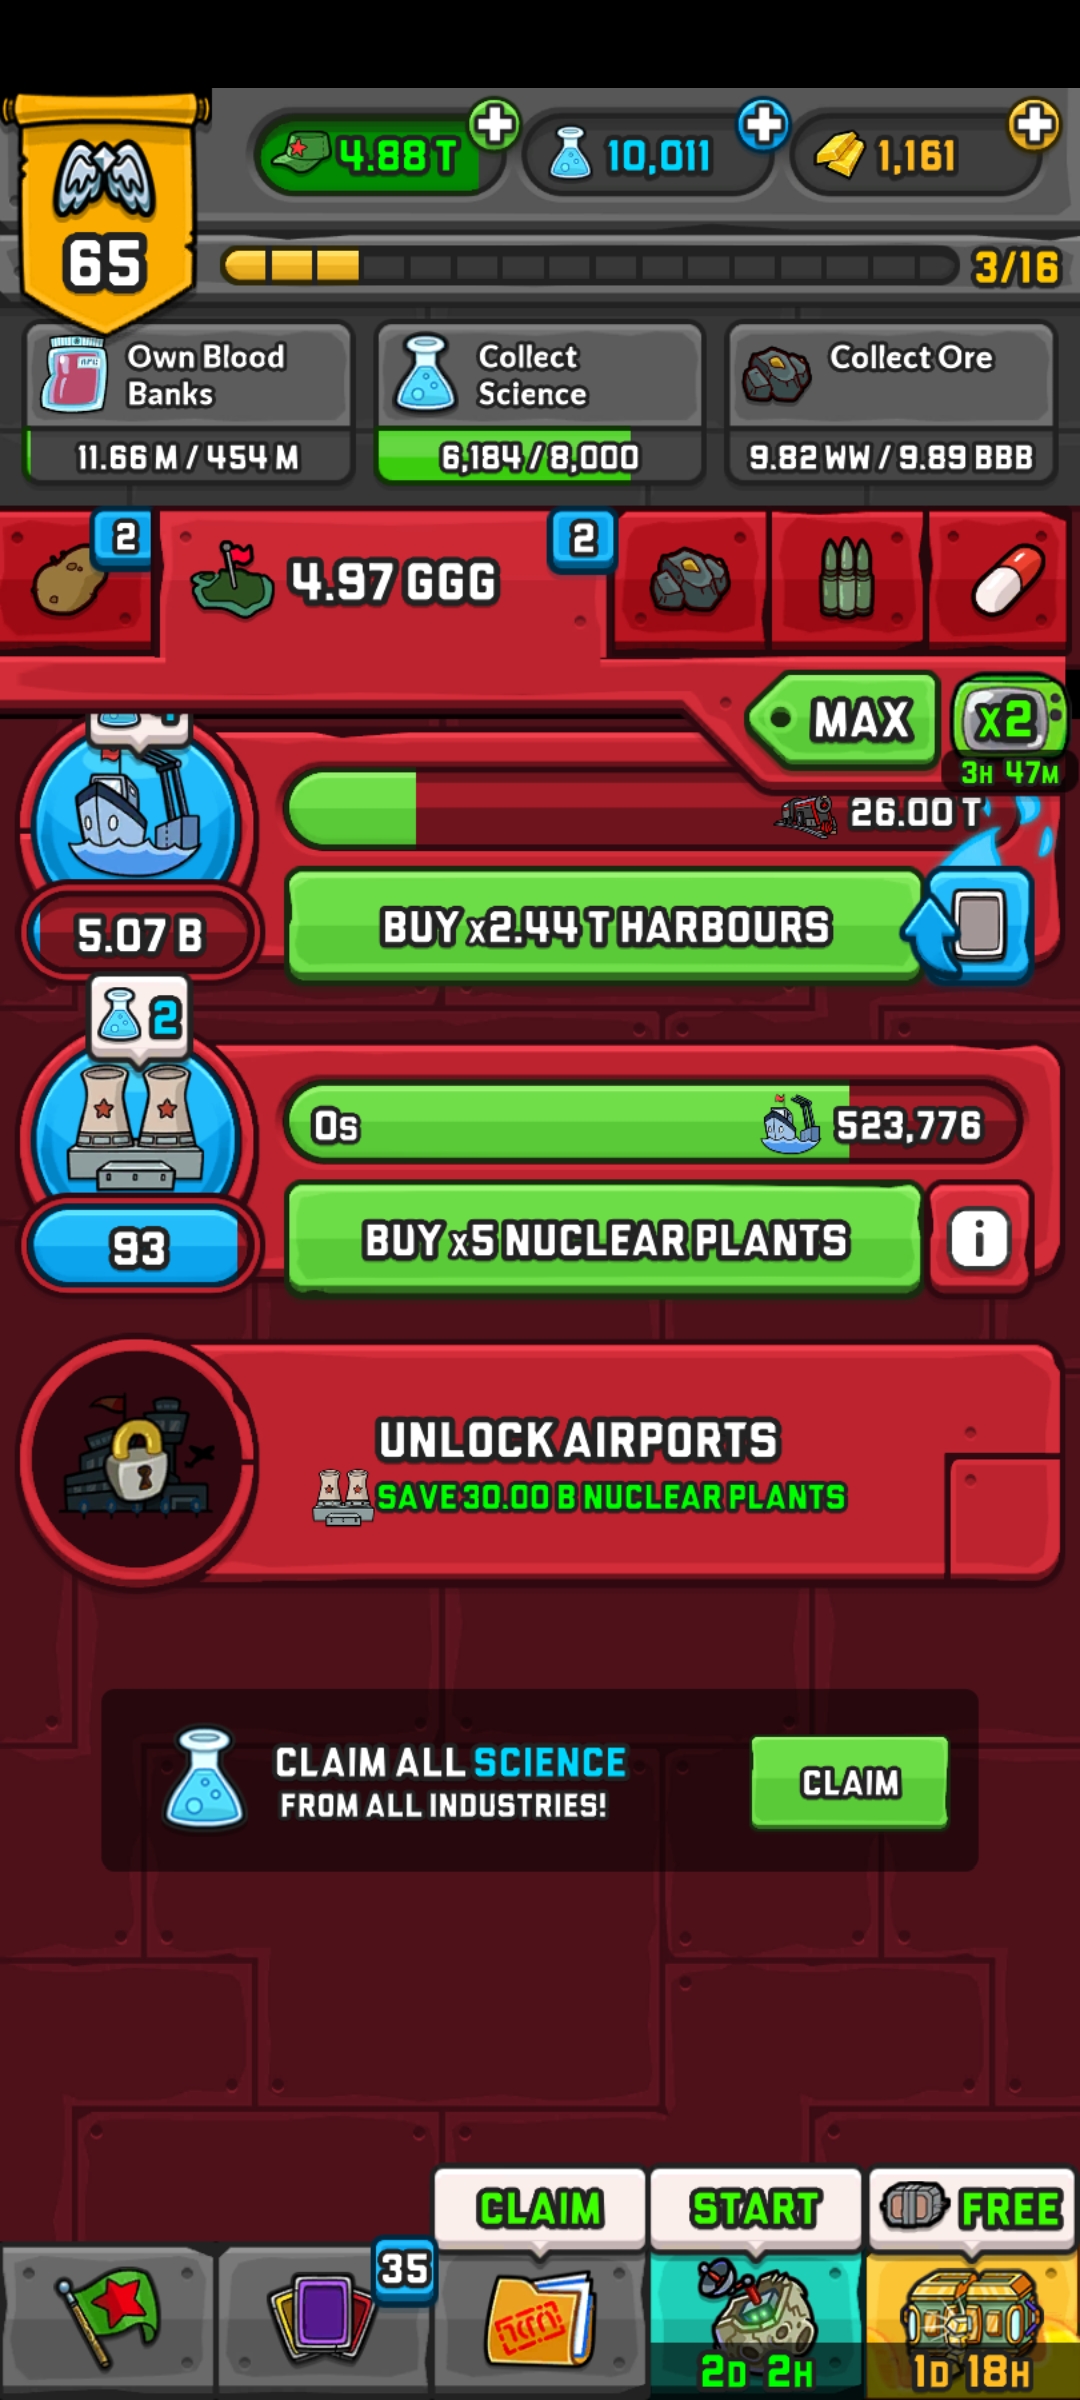 65
4.88 T
10,011
1,161
3/16
Own Blood
Banks
11.66 M / 454 M
Collect
Science
6,184 / 8,000
Collect Ore
9.82 WW / 9.89 BBB
2
4.97 GGG
2
MAX
x2
3H 47M
26.00 T
5.07 B
BUY x2.44 T HARBOURS
2
0s
523,776
93
BUY x5 NUCLEAR PLANTS
i
UNLOCK AIRPORTS
SAVE 30.00 B NUCLEAR PLANTS
CLAIM ALL SCIENCE
FROM ALL INDUSTRIES!
CLAIM
CLAIM
START
FREE
35
2D 2H
1D 18H